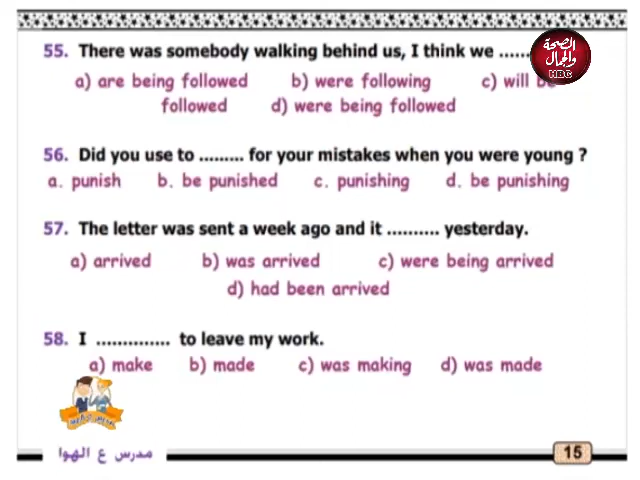 الصحة
والجمال
HBG
55. There was somebody walking behind us, I think we ........
a) are being followed b) were following c) will be
followed d) were being followed
56. Did you use to ......... for your mistakes when you were young ?
a. punish b. be punished c. punishing d. be punishing
57. The letter was sent a week ago and it .......... yesterday.
a) arrived b) was arrived c) were being arrived
d) had been arrived
58. I .............. to leave my work.
a) make b) made c) was making d) was made
مدرس ع الهوا
مدرس ع الهوا
15